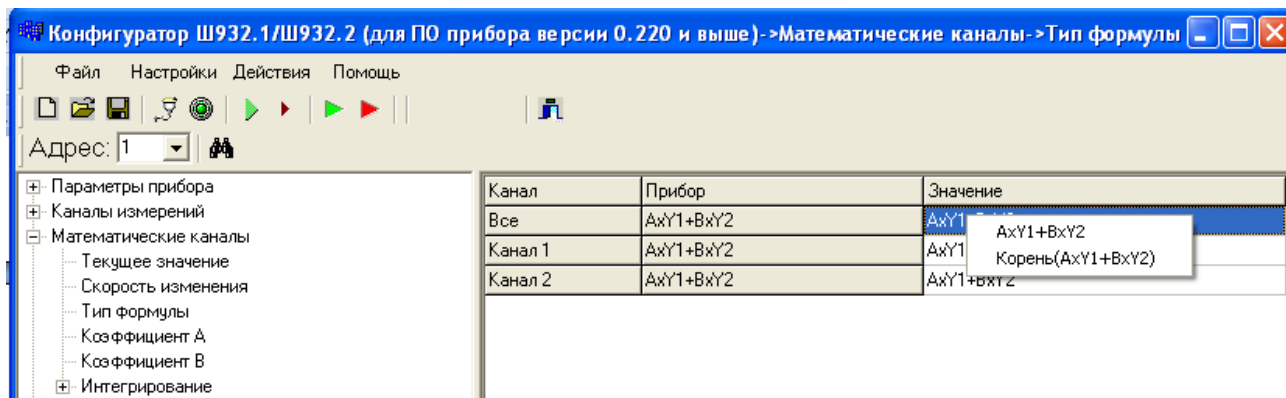 Конфигуратор Ш932.1/Ш932.2 (для ПО прибора версии 0.220 и выше)->Математические каналы->Тип формулы
Файл Настройки Действия Помощь
Адрес: 1
Параметры прибора
Каналы измерений
Математические каналы
Текущее значение
Скорость изменения
Тип формулы
Коэффициент А
Коэффициент В
Интегрирование
Канал Прибор Значение
Все AxY1+BxY2
Канал 1 AxY1+BxY2 AxY1
Канал 2 AxY1+BxY2 AxY1+BxY2
AxY1+BxY2
Корень(AxY1+BxY2)